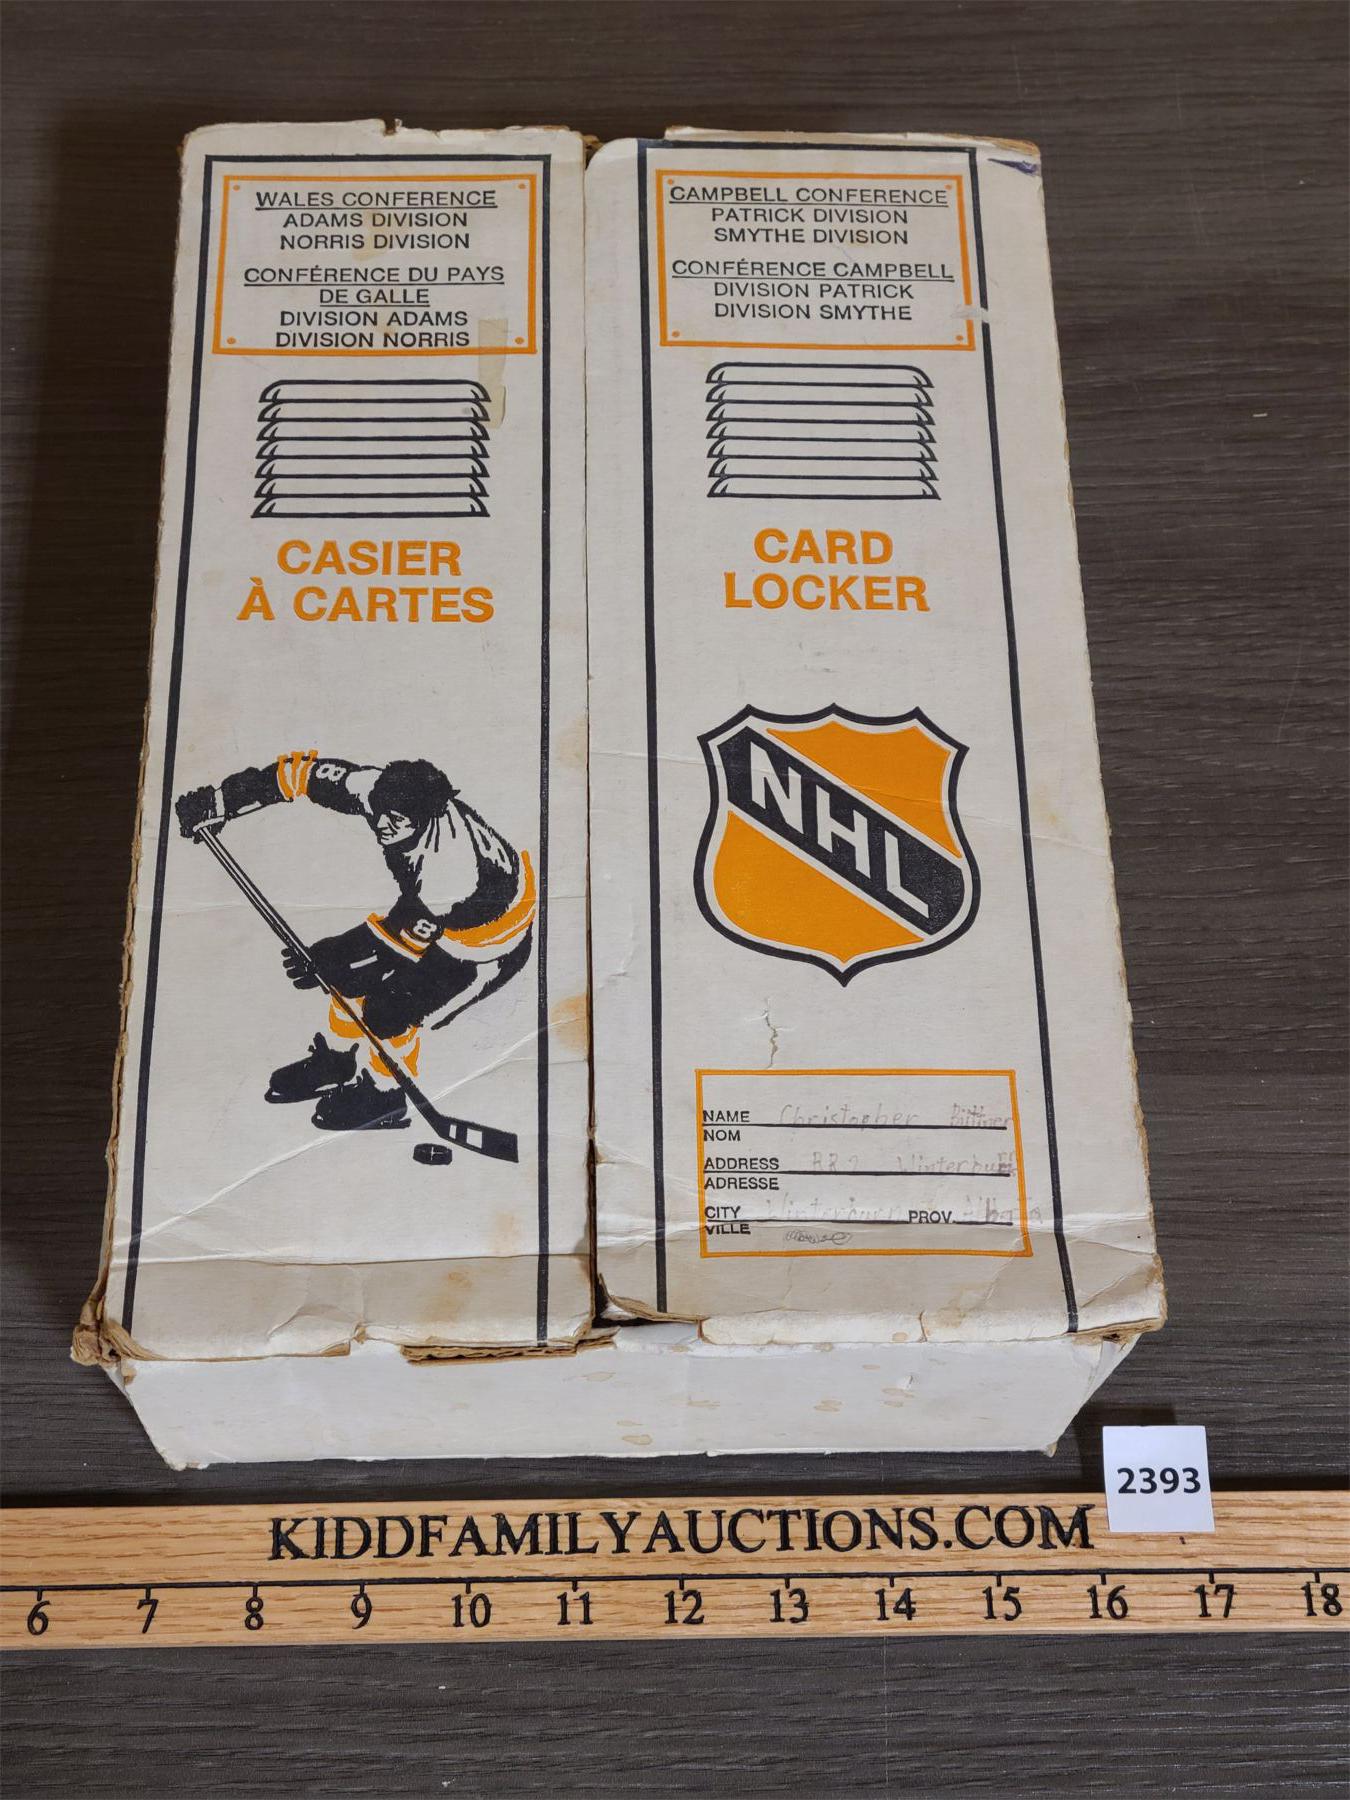 WALES CONFERENCE
ADAMS DIVISION
NORRIS DIVISION
CONFÉRENCE DU PAYS
DE GALLE
DIVISION ADAMS
DIVISION NORRIS
CASIER
À CARTES
8
8
CAMPBELL CONFERENCE
PATRICK DIVISION
SMYTHE DIVISION
CONFÉRENCE CAMPBELL
DIVISION PATRICK
DIVISION SMYTHE
CARD
LOCKER
NHL
NAME Christopher Bittner
NOM
ADDRESS RR2
ADRESSE
CITY PROV.
VILLE
2393
KIDDFAMILYAUCTIONS.COM
6 7 8 9 10 11 12 13 14 15 16 17 18